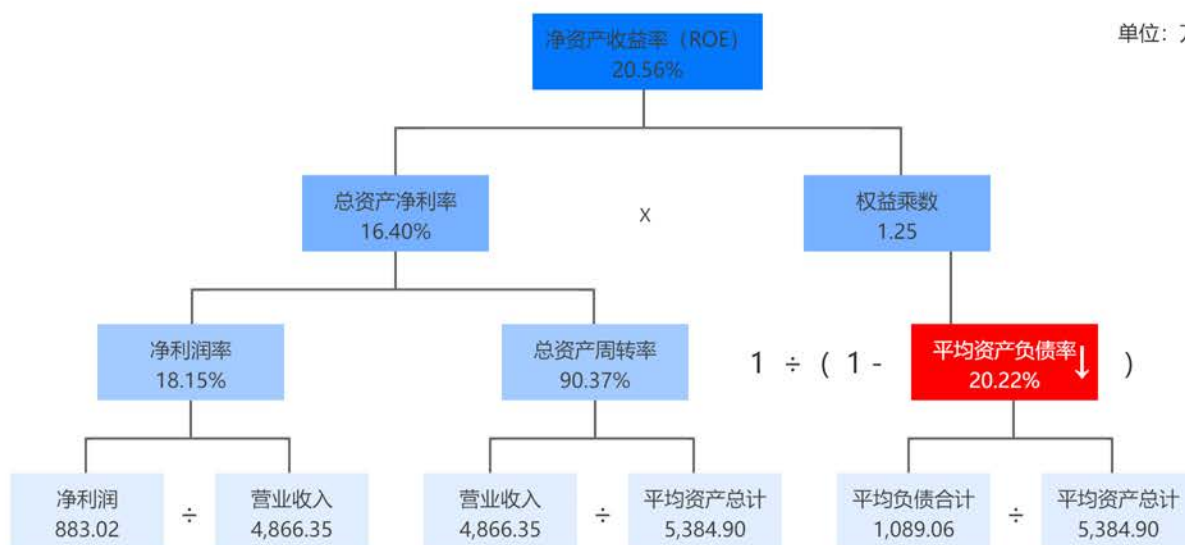 净资产收益率（ROE）
20.56%
单位：万
总资产净利率
16.40%
X
权益乘数
1.25
净利润率
18.15%
总资产周转率
90.37%
1 ÷ ( 1 -
平均资产负债率
20.22%
↓
)
净利润
883.02
÷
营业收入
4,866.35
营业收入
4,866.35
÷
平均资产总计
5,384.90
平均负债合计
1,089.06
÷
平均资产总计
5,384.90